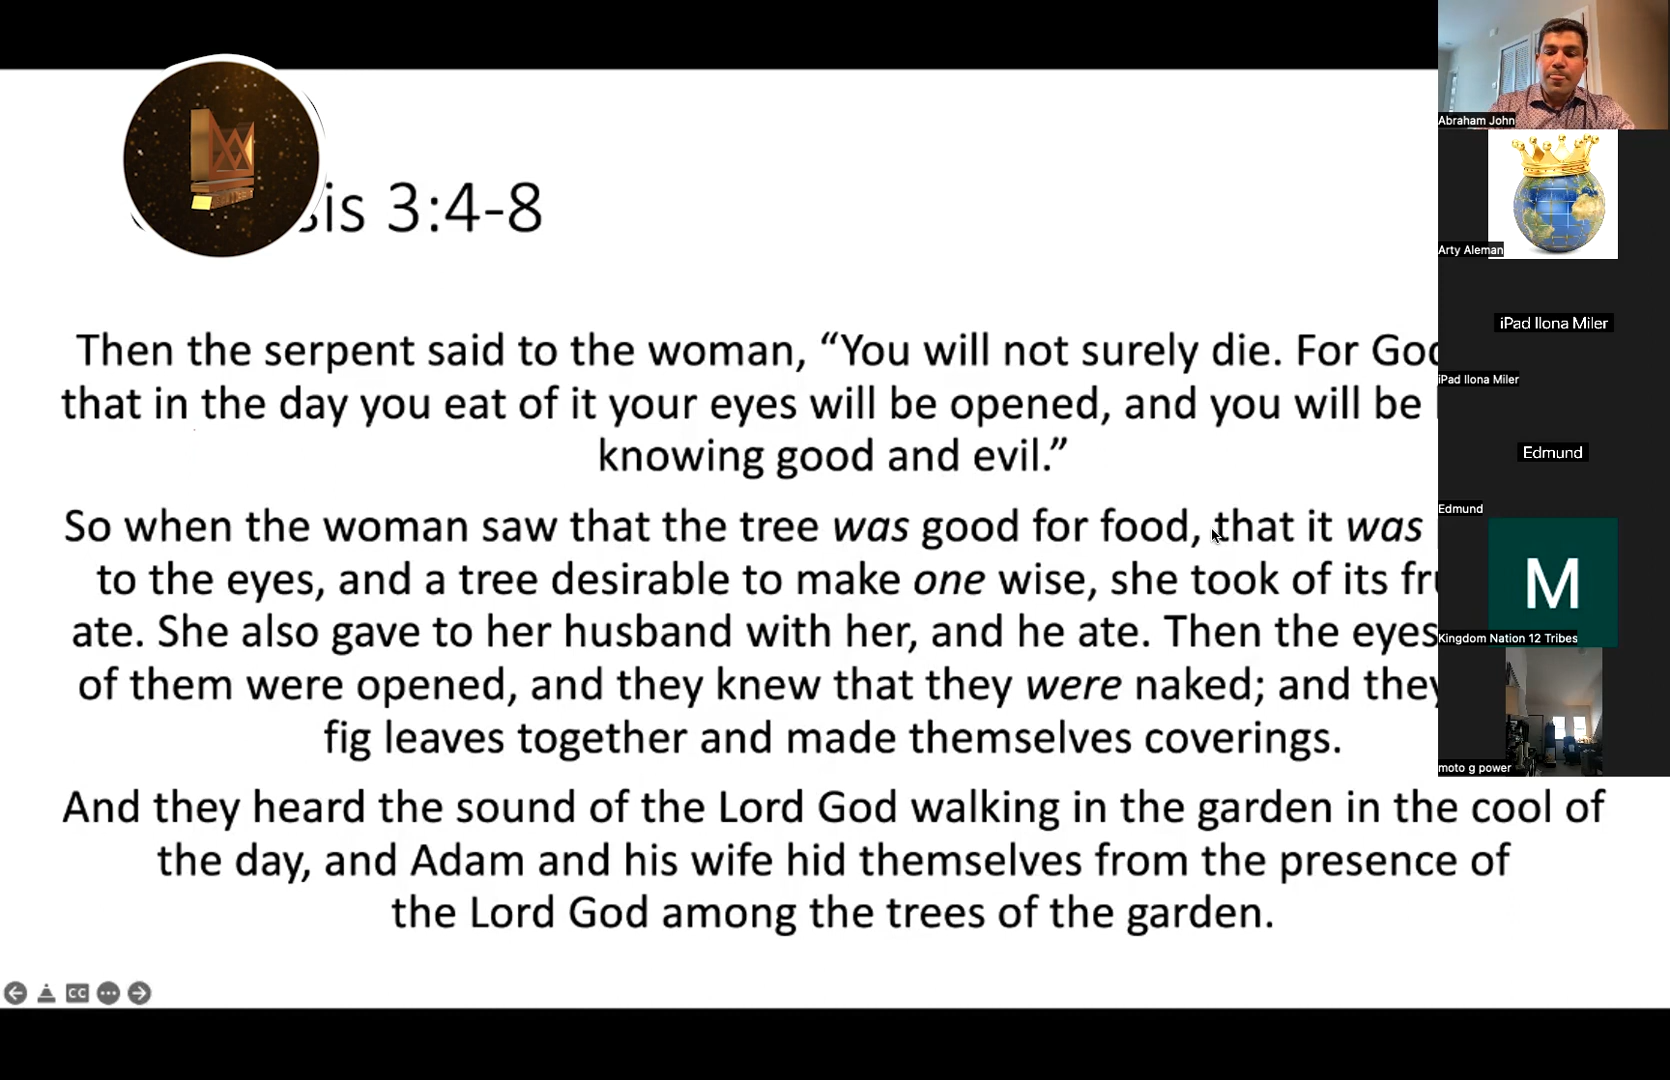 sis 3:4-8
Then the serpent said to the woman, “You will not surely die. For God
that in the day you eat of it your eyes will be opened, and you will be
knowing good and evil.”
So when the woman saw that the tree was good for food, that it was
to the eyes, and a tree desirable to make one wise, she took of its fru
ate. She also gave to her husband with her, and he ate. Then the eyes
of them were opened, and they knew that they were naked; and they
fig leaves together and made themselves coverings.
And they heard the sound of the Lord God walking in the garden in the cool of
the day, and Adam and his wife hid themselves from the presence of
the Lord God among the trees of the garden.
CC
Abraham John
Arty Aleman
iPad Ilona Miler
iPad Ilona Miler
Edmund
Edmund
M
Kingdom Nation 12 Tribes
moto g power